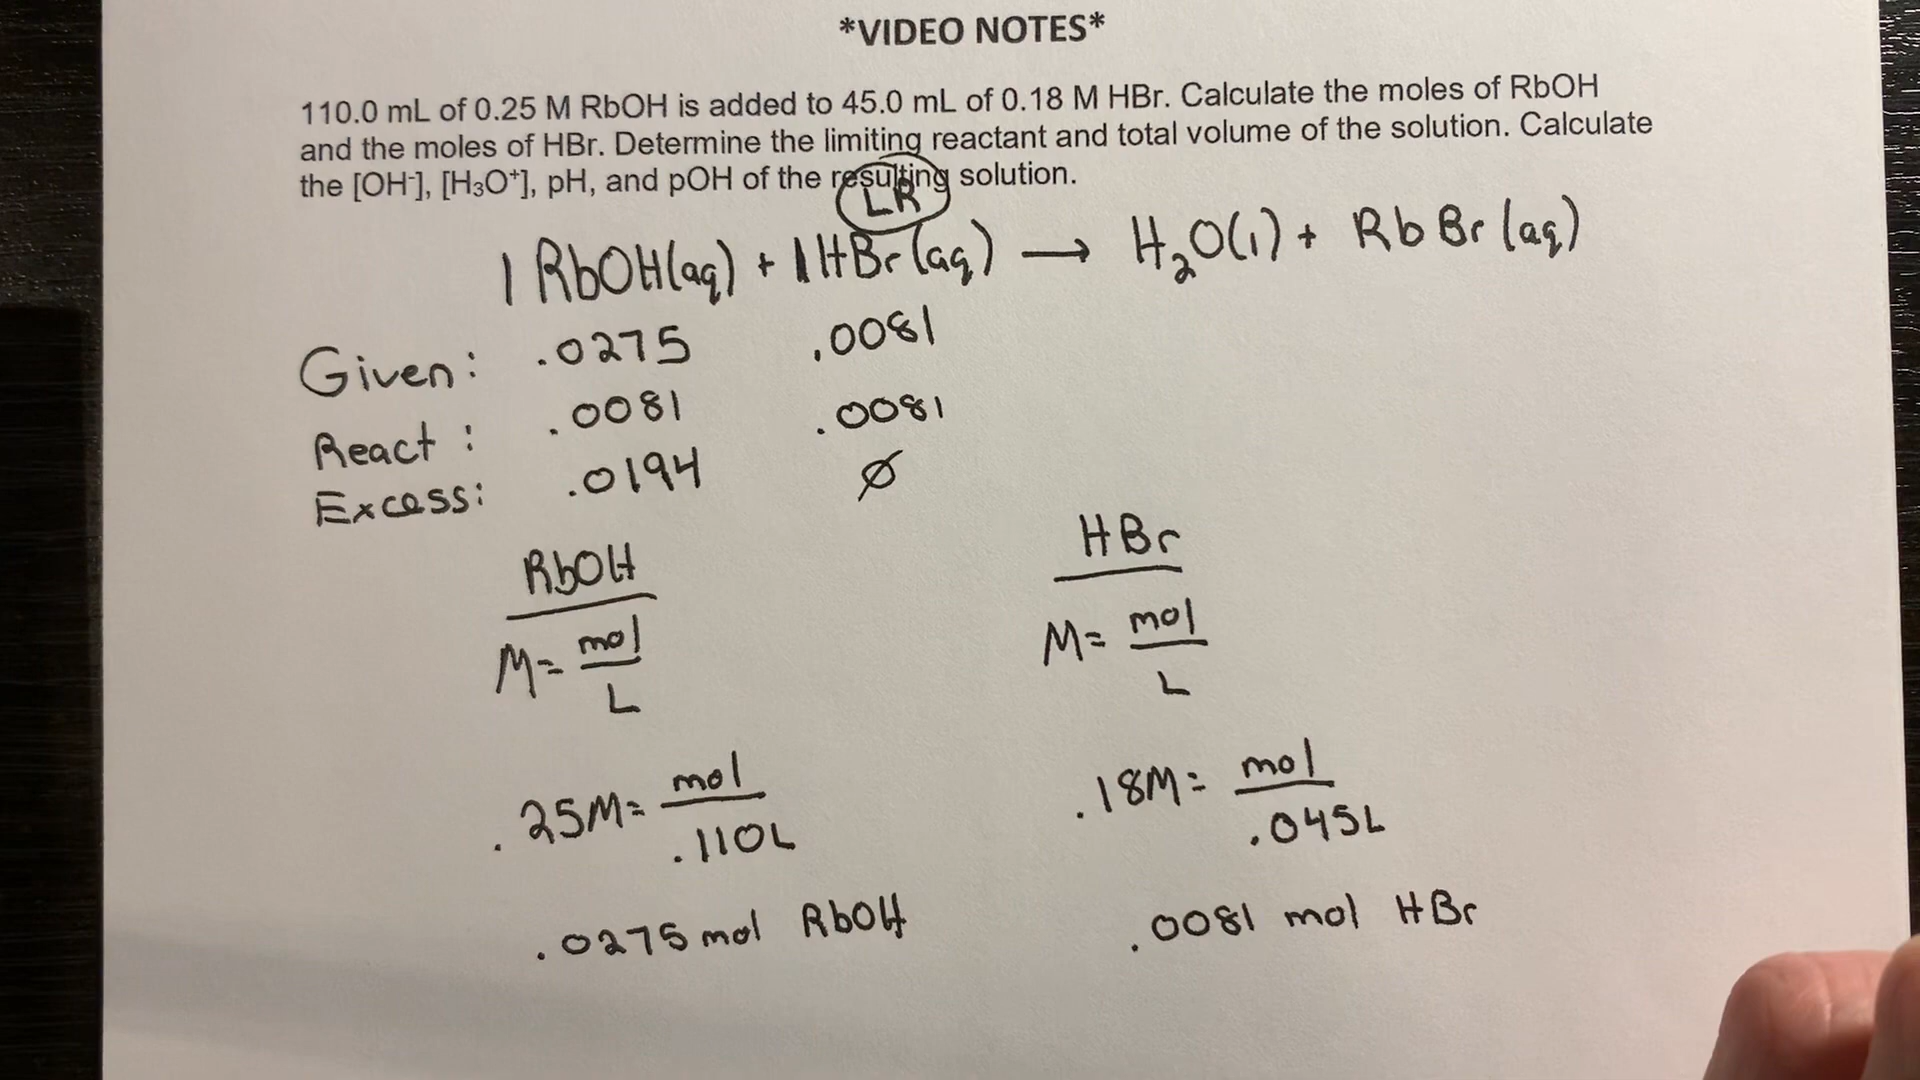 *VIDEO NOTES*
110.0 mL of 0.25 M RbOH is added to 45.0 mL of 0.18 M HBr. Calculate the moles of RbOH
and the moles of HBr. Determine the limiting reactant and total volume of the solution. Calculate
the [OH⁻], [H₃O⁺], pH, and pOH of the resulting solution.
LR
1 RbOH(aq) + 1 HBr(aq) → H₂O(l) + RbBr(aq)
Given: .0275 .0081
React: .0081 .0081
Excess: .0194 ∅
RbOH HBr
M= mol/L M= mol/L
.25M= mol/.110L .18M= mol/.045L
.0275 mol RbOH .0081 mol HBr